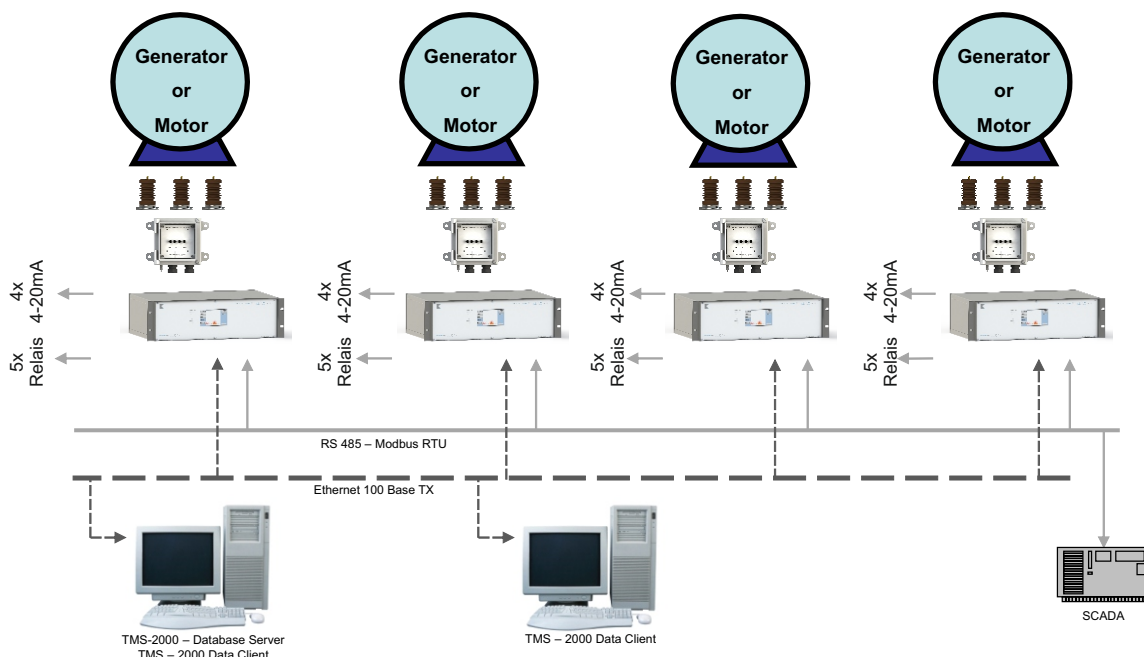 Generator
or
Motor
Generator
or
Motor
Generator
or
Motor
Generator
or
Motor
4x
4-20mA
5x
Relais
4x
4-20mA
5x
Relais
4x
4-20mA
5x
Relais
4x
4-20mA
5x
Relais
RS 485 – Modbus RTU
Ethernet 100 Base TX
TMS-2000 – Database Server
TMS – 2000 Data Client
TMS – 2000 Data Client
SCADA